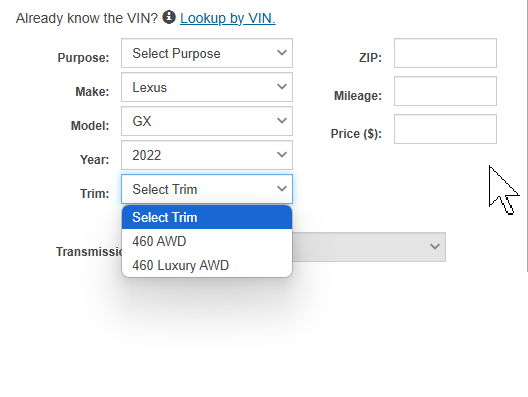 Already know the VIN? Lookup by VIN.
Purpose: Select Purpose
ZIP:
Make: Lexus
Mileage:
Model: GX
Price ($):
Year: 2022
Trim: Select Trim
Select Trim
460 AWD
Transmissi
460 Luxury AWD